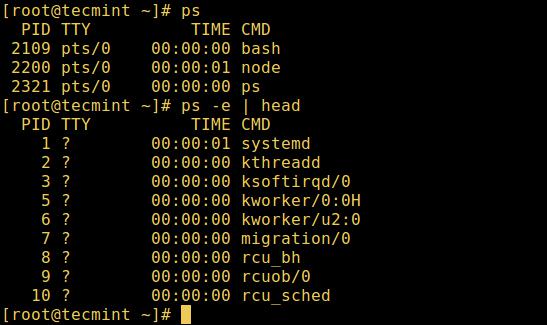 [root@tecmint ~]# ps
  PID TTY          TIME CMD
 2109 pts/0    00:00:00 bash
 2200 pts/0    00:00:01 node
 2321 pts/0    00:00:00 ps
[root@tecmint ~]# ps -e | head
  PID TTY          TIME CMD
    1 ?        00:00:01 systemd
    2 ?        00:00:00 kthreadd
    3 ?        00:00:00 ksoftirqd/0
    5 ?        00:00:00 kworker/0:0H
    6 ?        00:00:00 kworker/u2:0
    7 ?        00:00:00 migration/0
    8 ?        00:00:00 rcu_bh
    9 ?        00:00:00 rcuob/0
   10 ?        00:00:00 rcu_sched
[root@tecmint ~]#